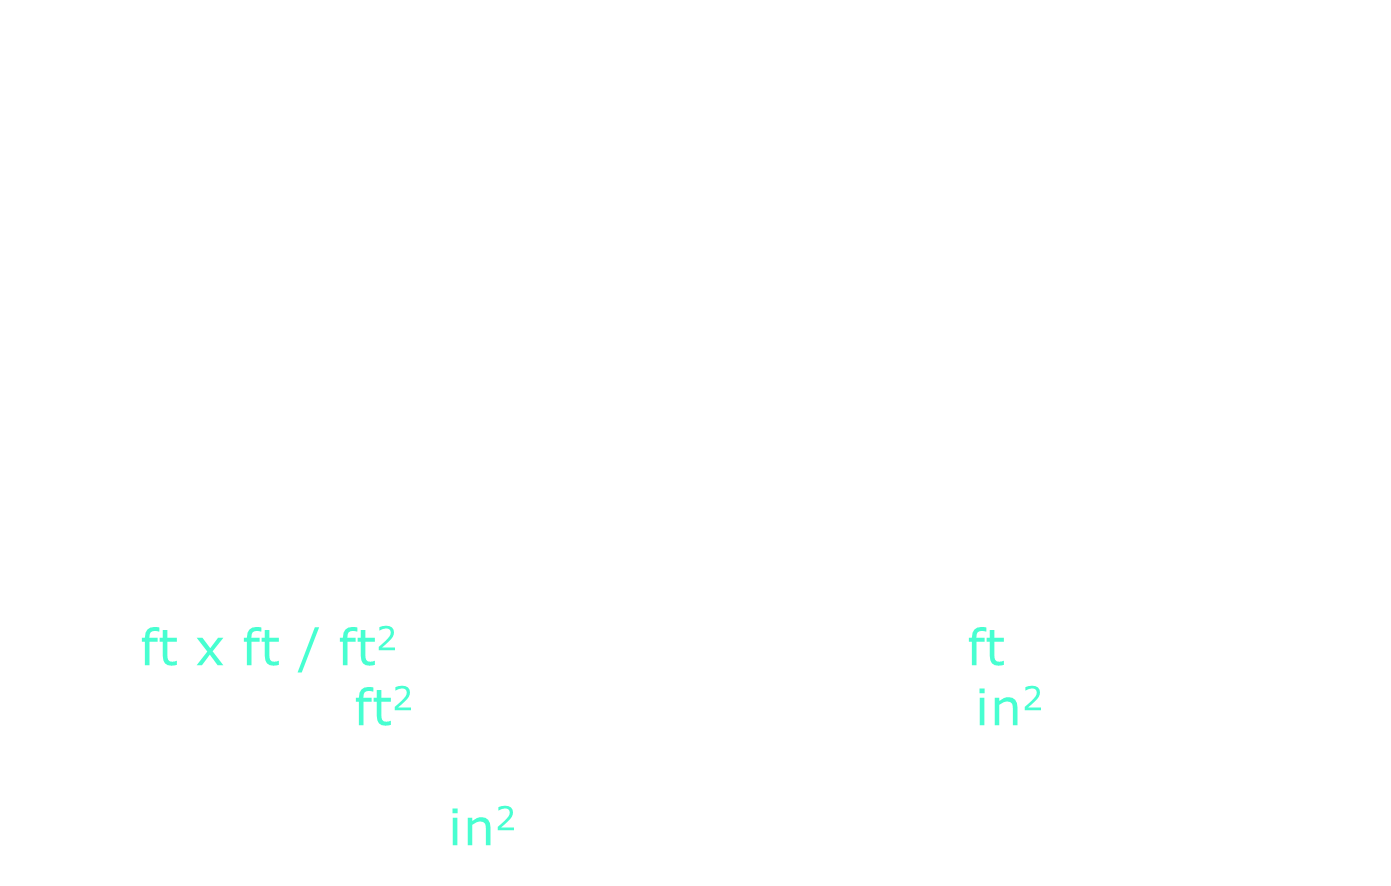 ft x ft / ft² ft
ft² in²
in²